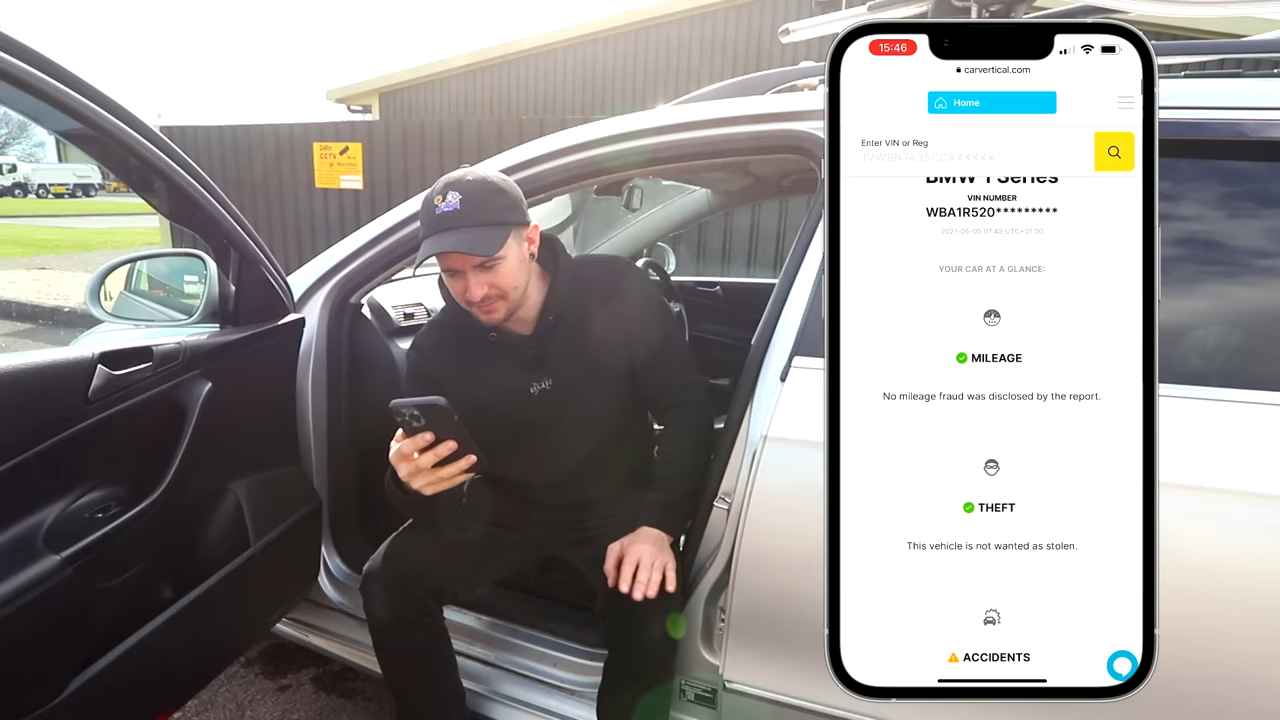 15:46
carvertical.com
Home
Enter VIN or Reg
1VWBN7A35CCXXXXXX
BMW 1 Series
VIN NUMBER
WBA1R520*********
2021-05-05 07:43 UTC+01:00
YOUR CAR AT A GLANCE:
MILEAGE
No mileage fraud was disclosed by the report.
THEFT
This vehicle is not wanted as stolen.
ACCIDENTS
CCTV